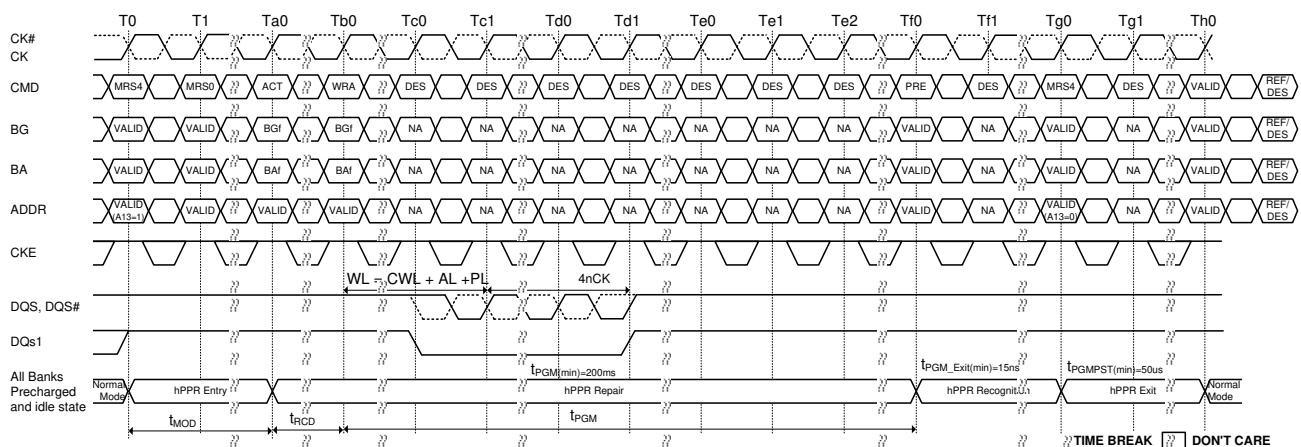 T0 T1 Ta0 Tb0 Tc0 Tc1 Td0 Td1 Te0 Te1 Te2 Tf0 Tf1 Tg0 Tg1 Th0
CK#
CK
CMD MRS4 MRS0 ACT WRA DES DES DES DES DES DES DES PRE DES MRS4 DES VALID REF/
DES
BG VALID VALID BGf BGf NA NA NA NA NA NA NA VALID NA VALID NA VALID REF/
DES
BA VALID VALID BAf BAf NA NA NA NA NA NA NA VALID NA VALID NA VALID REF/
DES
ADDR VALID (A13=1) VALID VALID VALID NA NA NA NA NA NA NA VALID NA VALID (A13=0) NA VALID REF/
DES
CKE
WL = CWL + AL +PL 4nCK
DQS, DQS#
DQs1
tPGM(min)=200ms tPGM_Exit(min)=15ns tPGMPST(min)=50us
All Banks
Precharged
and idle state
Normal
Mode
hPPR Entry hPPR Repair hPPR Recognition hPPR Exit
Normal
Mode
tMOD tRCD tPGM
TIME BREAK DON'T CARE